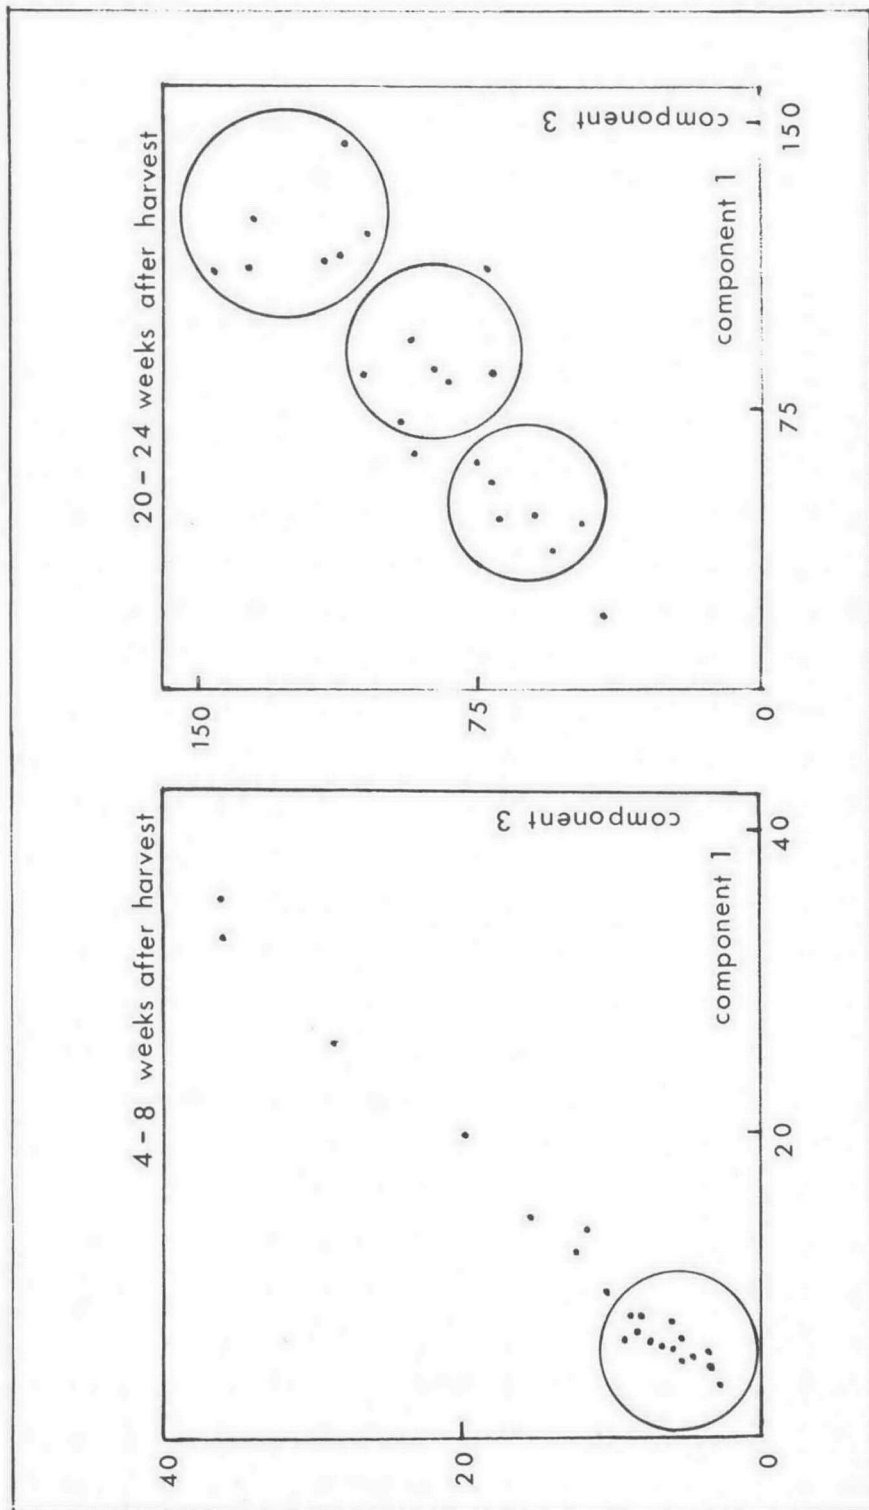 4-8 weeks after harvest
40
20
0
20
40
component 1
component 3
20-24 weeks after harvest
150
75
0
75
150
component 1
component 3